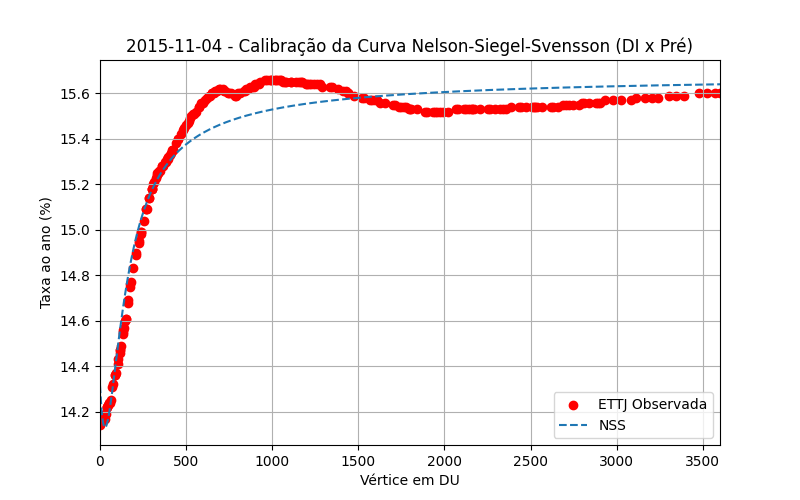 2015-11-04 - Calibração da Curva Nelson-Siegel-Svensson (DI x Pré)
Taxa ao ano (%)
15.6
15.4
15.2
15.0
14.8
14.6
14.4
14.2
ETTJ Observada
NSS
0 500 1000 1500 2000 2500 3000 3500
Vértice em DU